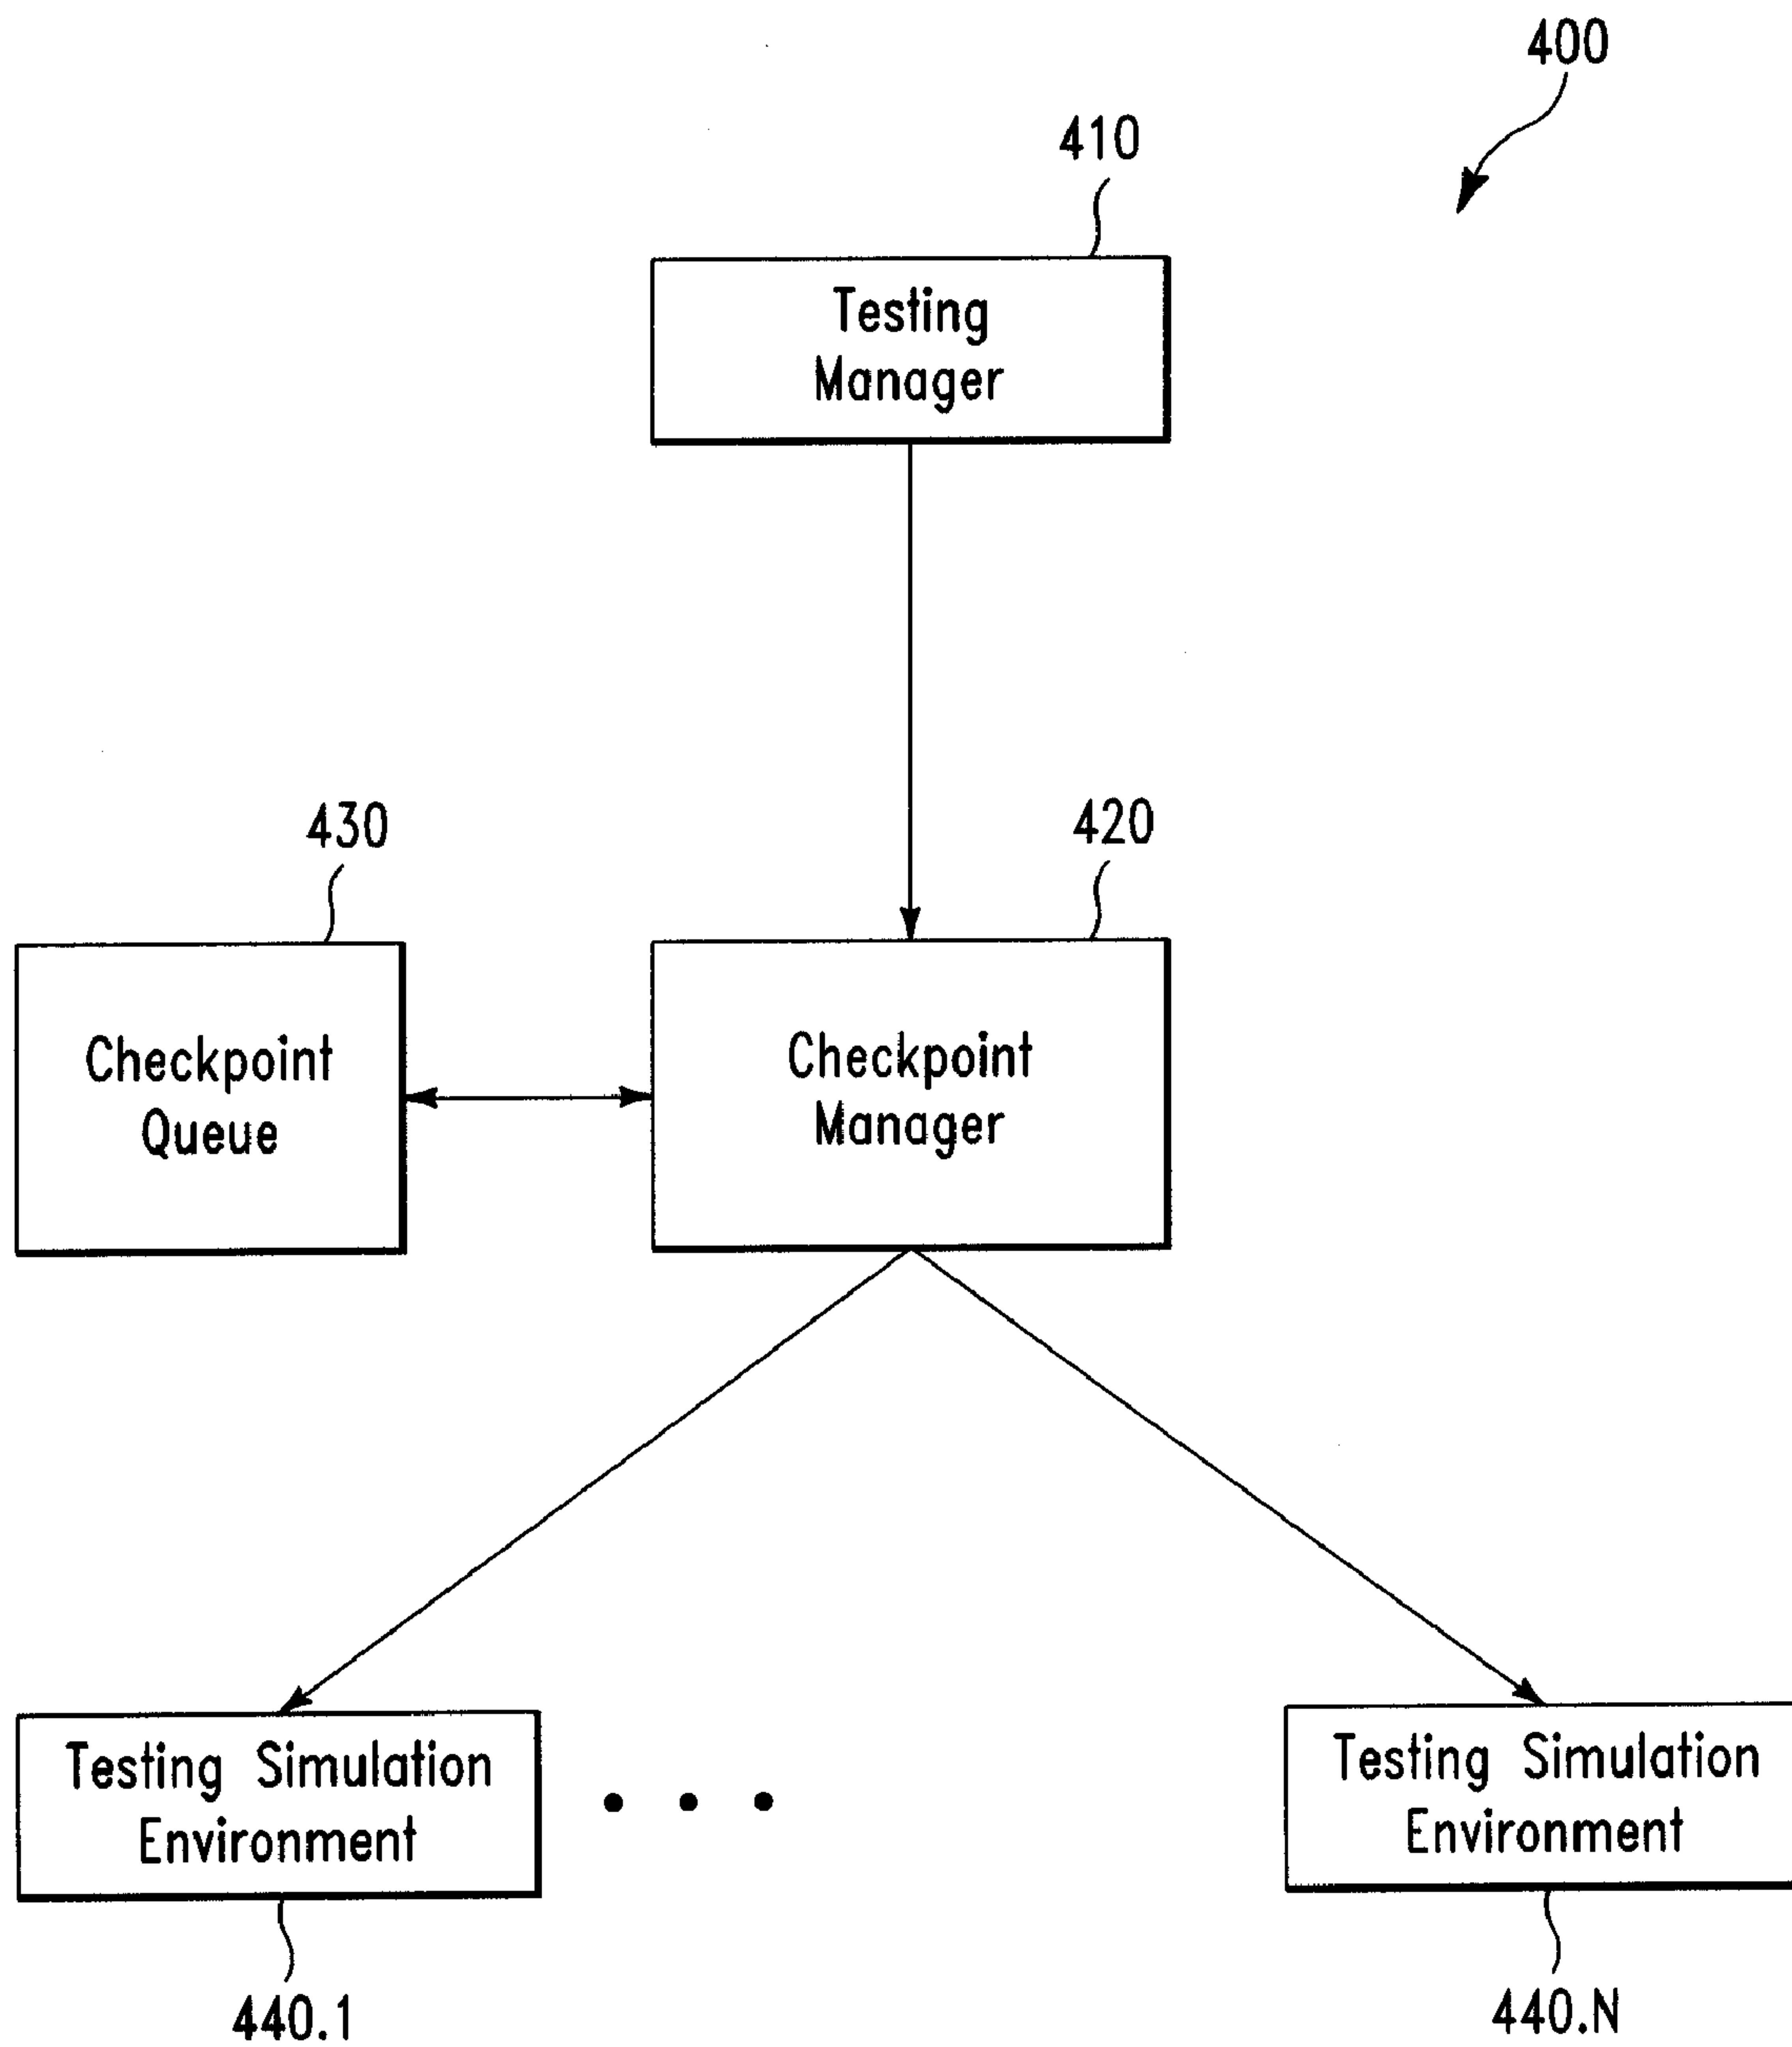 400
410
Testing
Manager
430
420
Checkpoint
Queue
Checkpoint
Manager
Testing Simulation
Environment
Testing Simulation
Environment
440.1
440.N